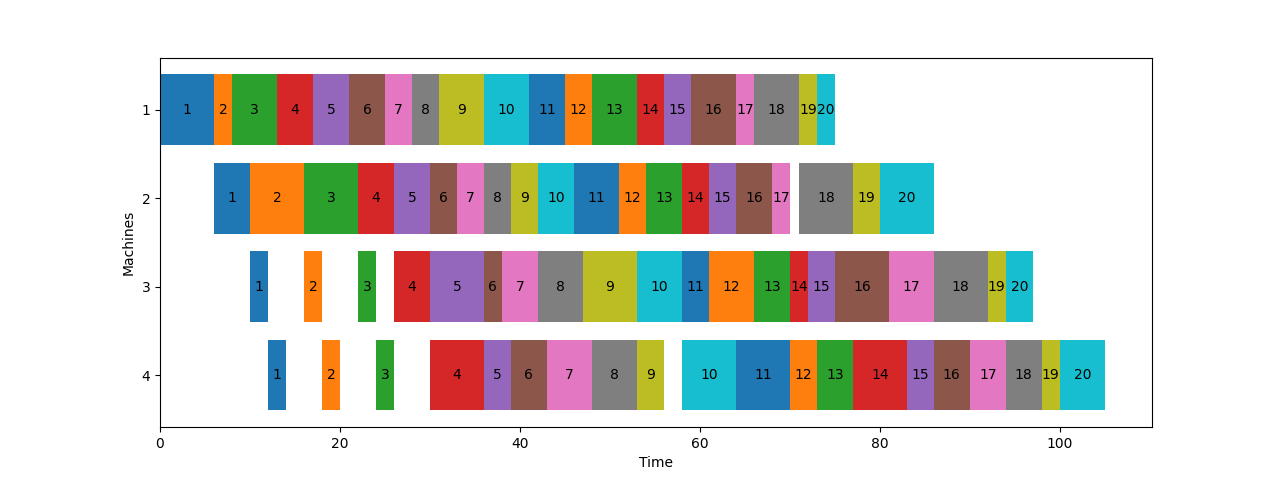 1 1 2 3 4 5 6 7 8 9 10 11 12 13 14 15 16 17 18 19 20
2 1 2 3 4 5 6 7 8 9 10 11 12 13 14 15 16 17 18 19 20
Machines
3 1 2 3 4 5 6 7 8 9 10 11 12 13 14 15 16 17 18 19 20
4 1 2 3 4 5 6 7 8 9 10 11 12 13 14 15 16 17 18 19 20
0 20 40 60 80 100
Time